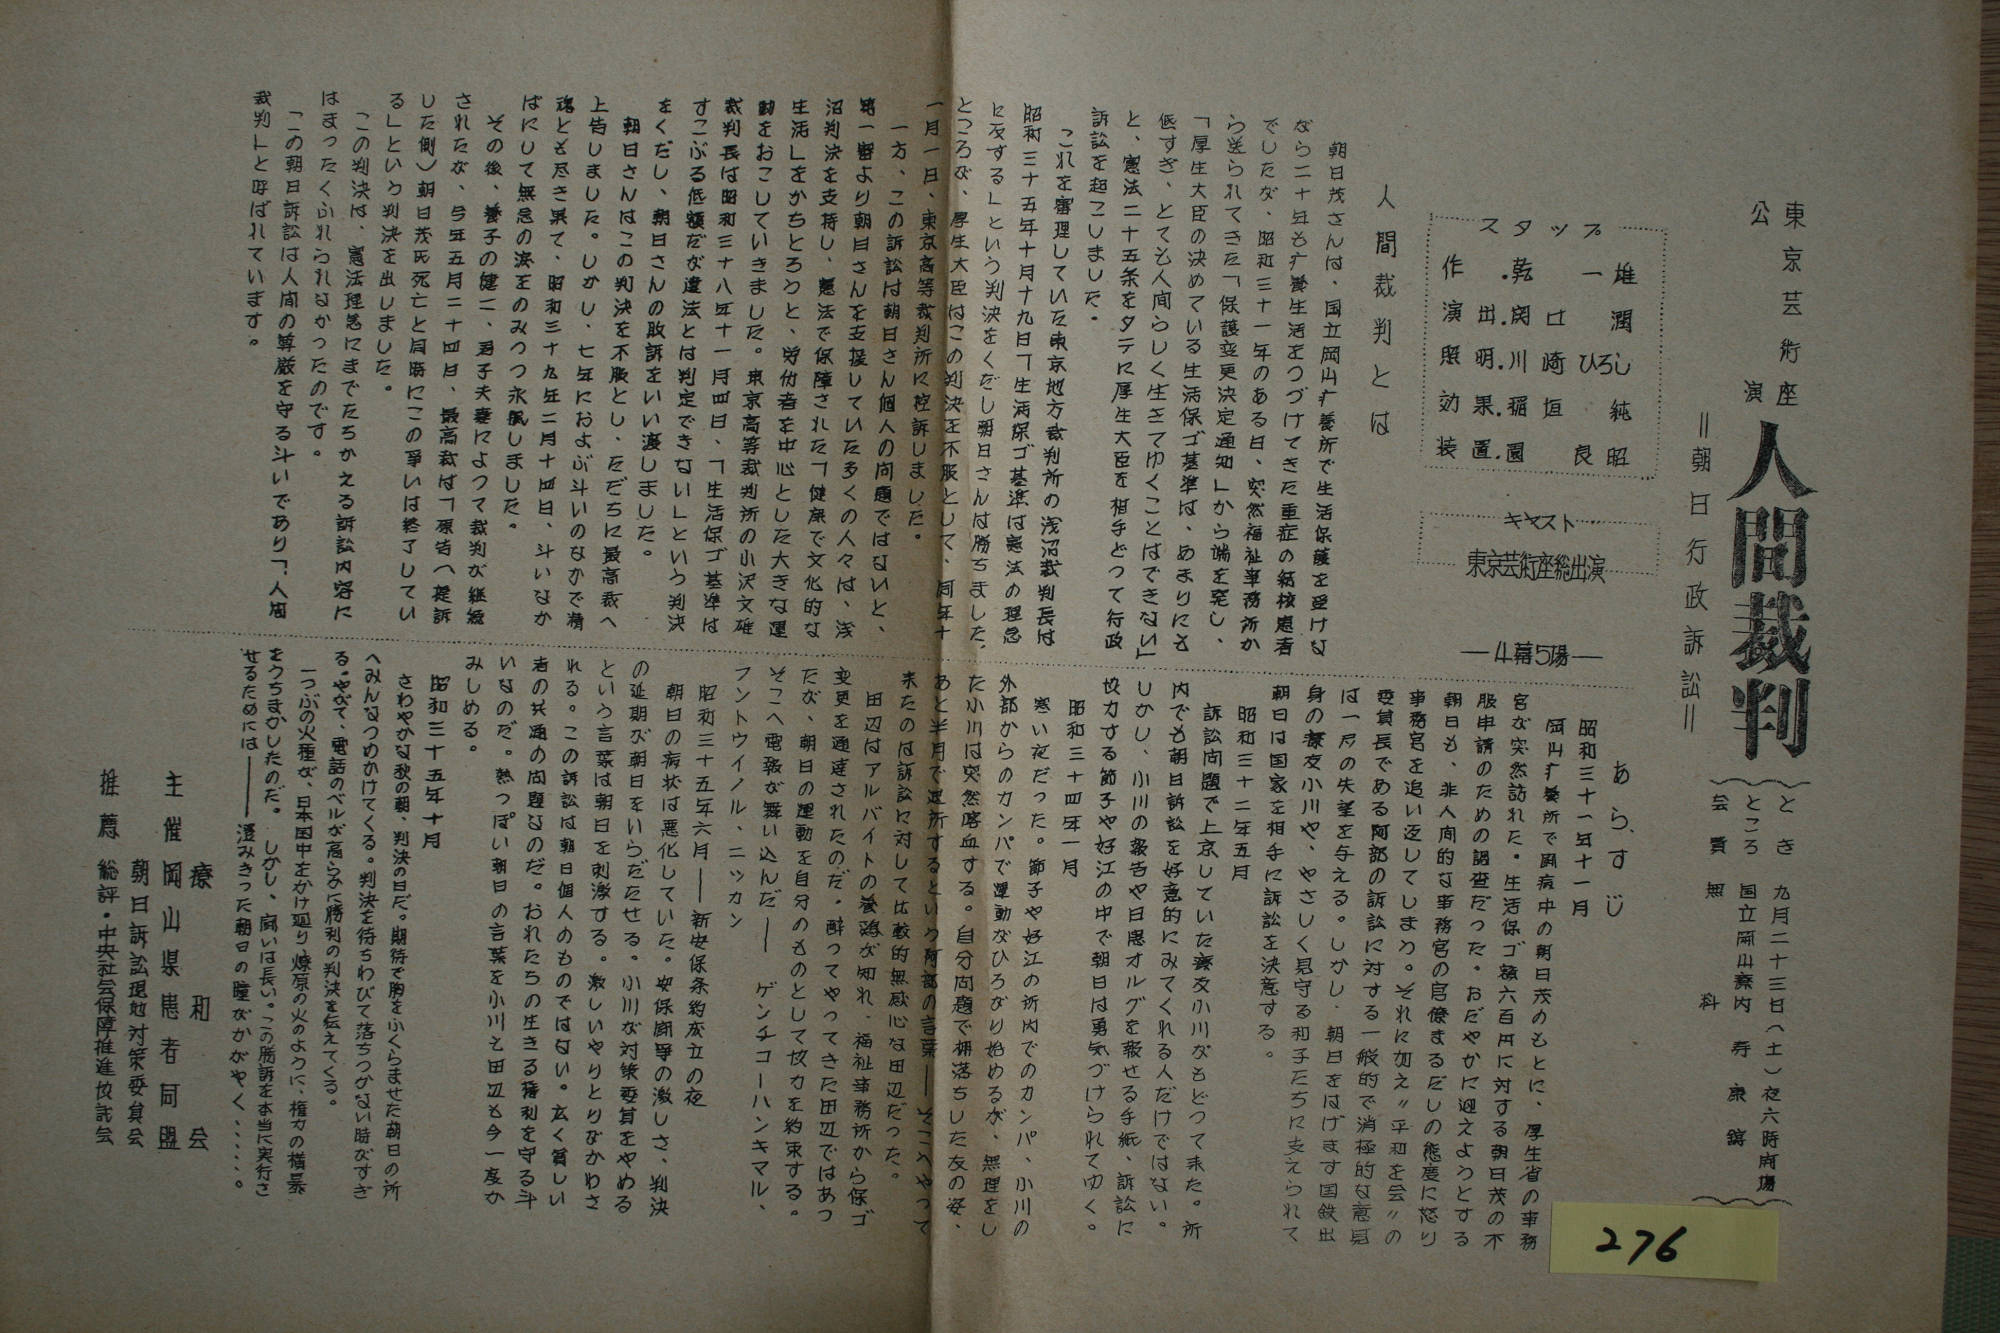 東京芸術座
公演
人間裁判
=朝日行政訴訟=
とき 九月二十三日(土)夜六時開場
ところ 国立岡山療内 寿康館
会費 無料
スタッフ
作・乾一雄
演出・関口潤
照明・川崎ひろし
効果・稲垣純
装置・園良昭
キャスト
東京芸術座総出演
―4幕5場―
人間裁判とは
朝日茂さんは、国立岡山療養所で生活保護を受けな
がら二十年も療養生活をつづけてきた重症の結核患者
でしたが、昭和三十一年のある日、突然福祉事務所か
ら送られてきた「保護変更決定通知」から端を発し、
「厚生大臣の決めている生活保ゴ基準は、あまりにも
低すぎ、とても人間らしく生きてゆくことはできない」
と、憲法二十五条をタテに厚生大臣を相手どつて行政
訴訟を起こしました。
これを審理していた東京地方裁判所の浅沼裁判長は
昭和三十五年十月十九日「生活保ゴ基準は憲法の理念
に反する」という判決をくだし朝日さんは勝ちました。
ところが、厚生大臣はこの判決を不服として、同年十
一月一日、東京高等裁判所に控訴しました。
一方、この訴訟は朝日さん個人の問題ではないと、
第一審より朝日さんを支援していた多くの人々は、浅
沼判決を支持し、憲法で保障された「健康で文化的な
生活」をかちとろうと、労仂者を中心とした大きな運
動をおこしていきました。東京高等裁判所の小沢文雄
裁判長は昭和三十八年十一月四日、「生活保ゴ基準は
すこぶる低額だが違法とは判定できない」という判決
をくだし、朝日さんの敗訴をいい渡しました。
朝日さんはこの判決を不服とし、ただちに最高裁へ
上告しました。しかし、七年におよぶ斗いのなかで精
魂とも尽き果て、昭和三十九年二月十四日、斗いなか
ばにして無念の涙をのみつつ永眠しました。
その後、養子の健二、君子夫妻によつて裁判が継続
されたが、今年五月二十四日、最高裁は「原告(提訴
した側)朝日茂氏死亡と同時にこの争いは終了してい
る」という判決を出しました。
この判決は、憲法理念にまでたちかえる訴訟内容に
はまったくふれられなかったのです。
「この朝日訴訟は人間の尊厳を守る斗いであり「人間
裁判」と呼ばれています。
あらすじ
昭和三十一年十一月
岡山療養所で闘病中の朝日茂のもとに、厚生省の事務
官が突然訪れた。生活保ゴ額六百円に対する朝日茂の不
服申請のための調査だった。おだやかに迎えようとする
朝日も、非人間的な事務官の官僚まるだしの態度に怒り
事務官を追い返してしまう。それに加え〃平和を会〃の
委員長である阿部の訴訟に対する一般的で消極的な意見
は一層の失望を与える。しかし、朝日をはげます国鉄出
身の療友小川や、やさしく見守る和子たちに支えられて
朝日は国家を相手に訴訟を決意する。
昭和三十二年五月
訴訟問題で上京していた療友小川がもどつて来た。所
内でも朝日訴訟を好意的にみてくれる人だけではない。
しかし、小川の報告や日患オルグを報せる手紙、訴訟に
協力する節子や好江の中で朝日は勇気づけられてゆく。
昭和三十四年一月
寒い夜だった。節子や好江の所内でのカンパ、小川の
外部からのカンパで運動がひろがり始めるが、無理をし
た小川は突然喀血する。自分問題で棚落ちした友の姿、
あと半月で退所するという阿部の言葉――そこへやって
来たのは訴訟に対して比較的無感心な田辺だった。
田辺はアルバイトの後遺が知れ、福祉事務所から保ゴ
変更を通達されたのだ。酔ってやってきた田辺ではあっ
たが、朝日の運動を自分のものとして協力を約束する。
そこへ電報が舞い込んだ―― ゲンチコーハンキマル、
フントウイノル、ニッカン
昭和三十五年六月――新安保条約成立の夜
朝日の病状は悪化していた。安保闘争の激しさ、判決
の延期が朝日をいらだたせる。小川が対策委員をやめる
という言葉は朝日を刺激する。激しいやりとりがかわさ
れる。この訴訟は朝日個人のものではない。広く貧しい
者の共通の問題なのだ。おれたちの生きる権利を守る斗
いなのだ。熱っぽい朝日の言葉を小川と田辺も今一度か
みしめる。
昭和三十五年十月
さわやかな秋の朝、判決の日だ。期待で胸をふくらませた朝日の所
へみんながつめかけてくる。判決を待ちわびて落ちつかない時がすぎ
る。やがて、電話のベルが高らかに勝利の判決を伝えてくる。
一つぶの火種が、日本国中をかけ廻り燎原の火のように、権力の横暴
をうちまかしたのだ。 しかし、闘いは長い。この勝訴を本当に実行さ
せるためには――澄みきった朝日の瞳がかがやく、、、、、。
療和会
主催 岡山県患者同盟
朝日訴訟現地対策委員会
推薦 総評・中央社会保障推進協議会
276